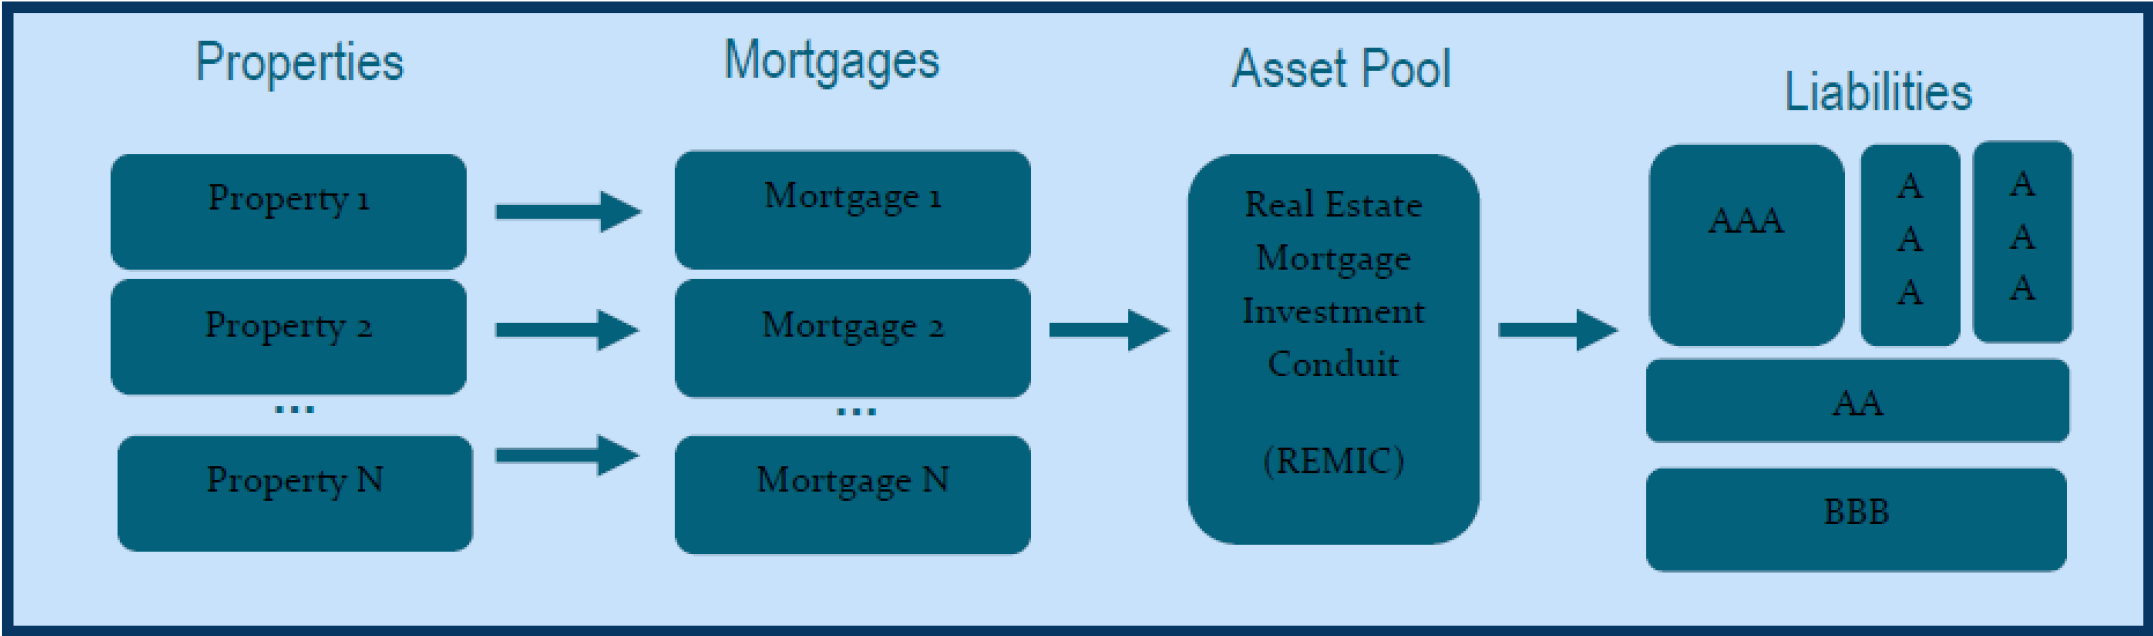 Properties
Mortgages
Asset Pool
Liabilities
Property 1
Property 2
...
Property N
Mortgage 1
Mortgage 2
...
Mortgage N
Real Estate
Mortgage
Investment
Conduit
(REMIC)
AAA
A
A
A
A
A
A
AA
BBB